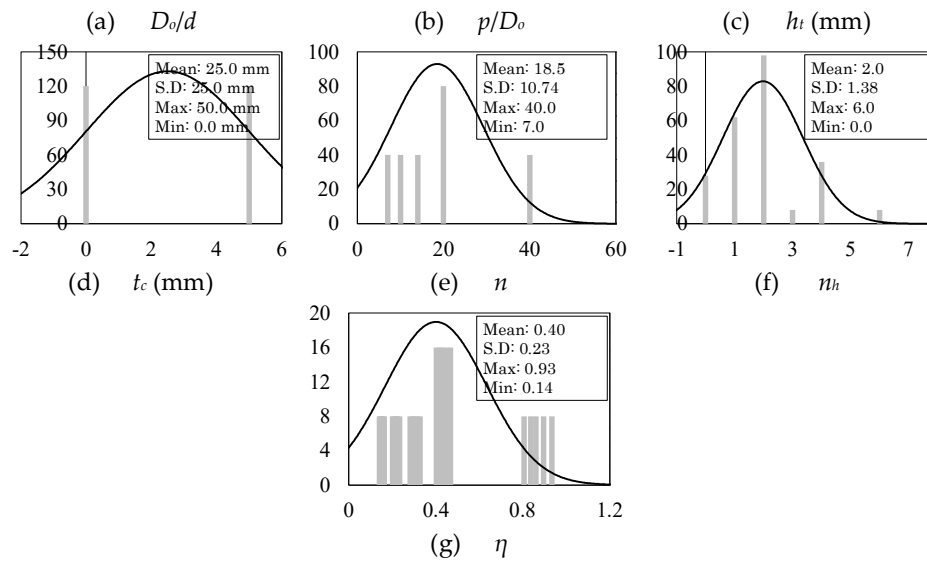 (a) Do/d
(b) p/Do
(c) ht (mm)
150
120
90
60
30
0
-2 0 2 4 6
Mean: 25.0 mm
S.D: 25.0 mm
Max: 50.0 mm
Min: 0.0 mm
(d) tc (mm)
100
80
60
40
20
0
0 20 40 60
Mean: 18.5
S.D: 10.74
Max: 40.0
Min: 7.0
(e) n
100
80
60
40
20
0
-1 1 3 5 7
Mean: 2.0
S.D: 1.38
Max: 6.0
Min: 0.0
(f) nh
20
16
12
8
4
0
0 0.4 0.8 1.2
Mean: 0.40
S.D: 0.23
Max: 0.93
Min: 0.14
(g) η